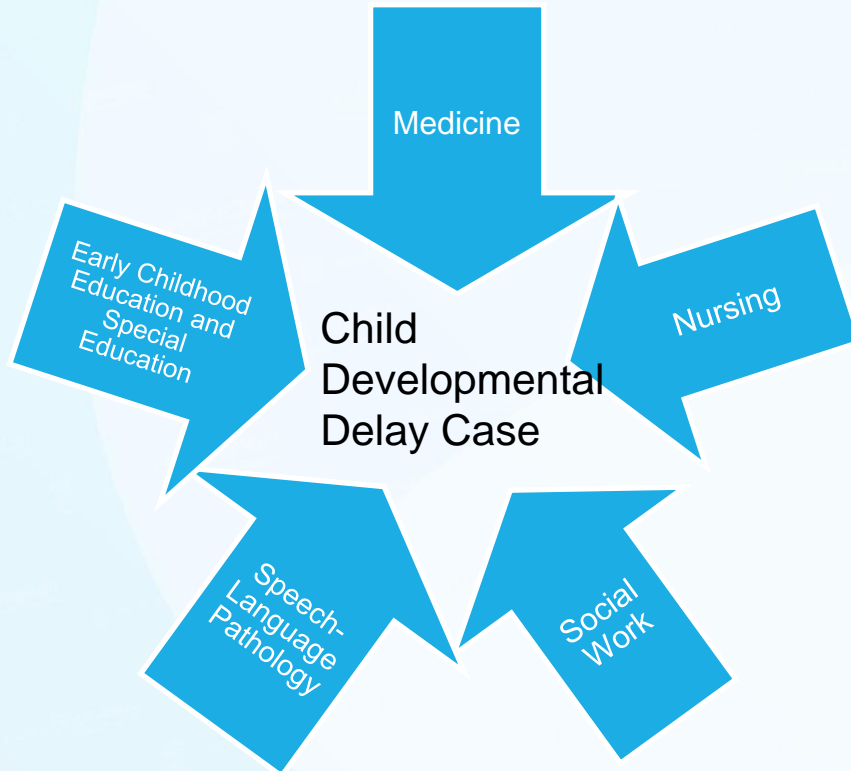 Medicine
Nursing
Social
Work
Speech-
Language
Pathology
Early Childhood
Education and
Special
Education
Child
Developmental
Delay Case